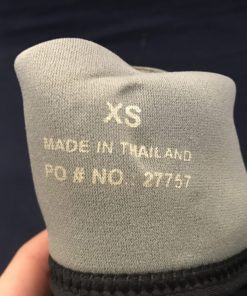 XS
MADE IN THAILAND
PO # NO.. 27757